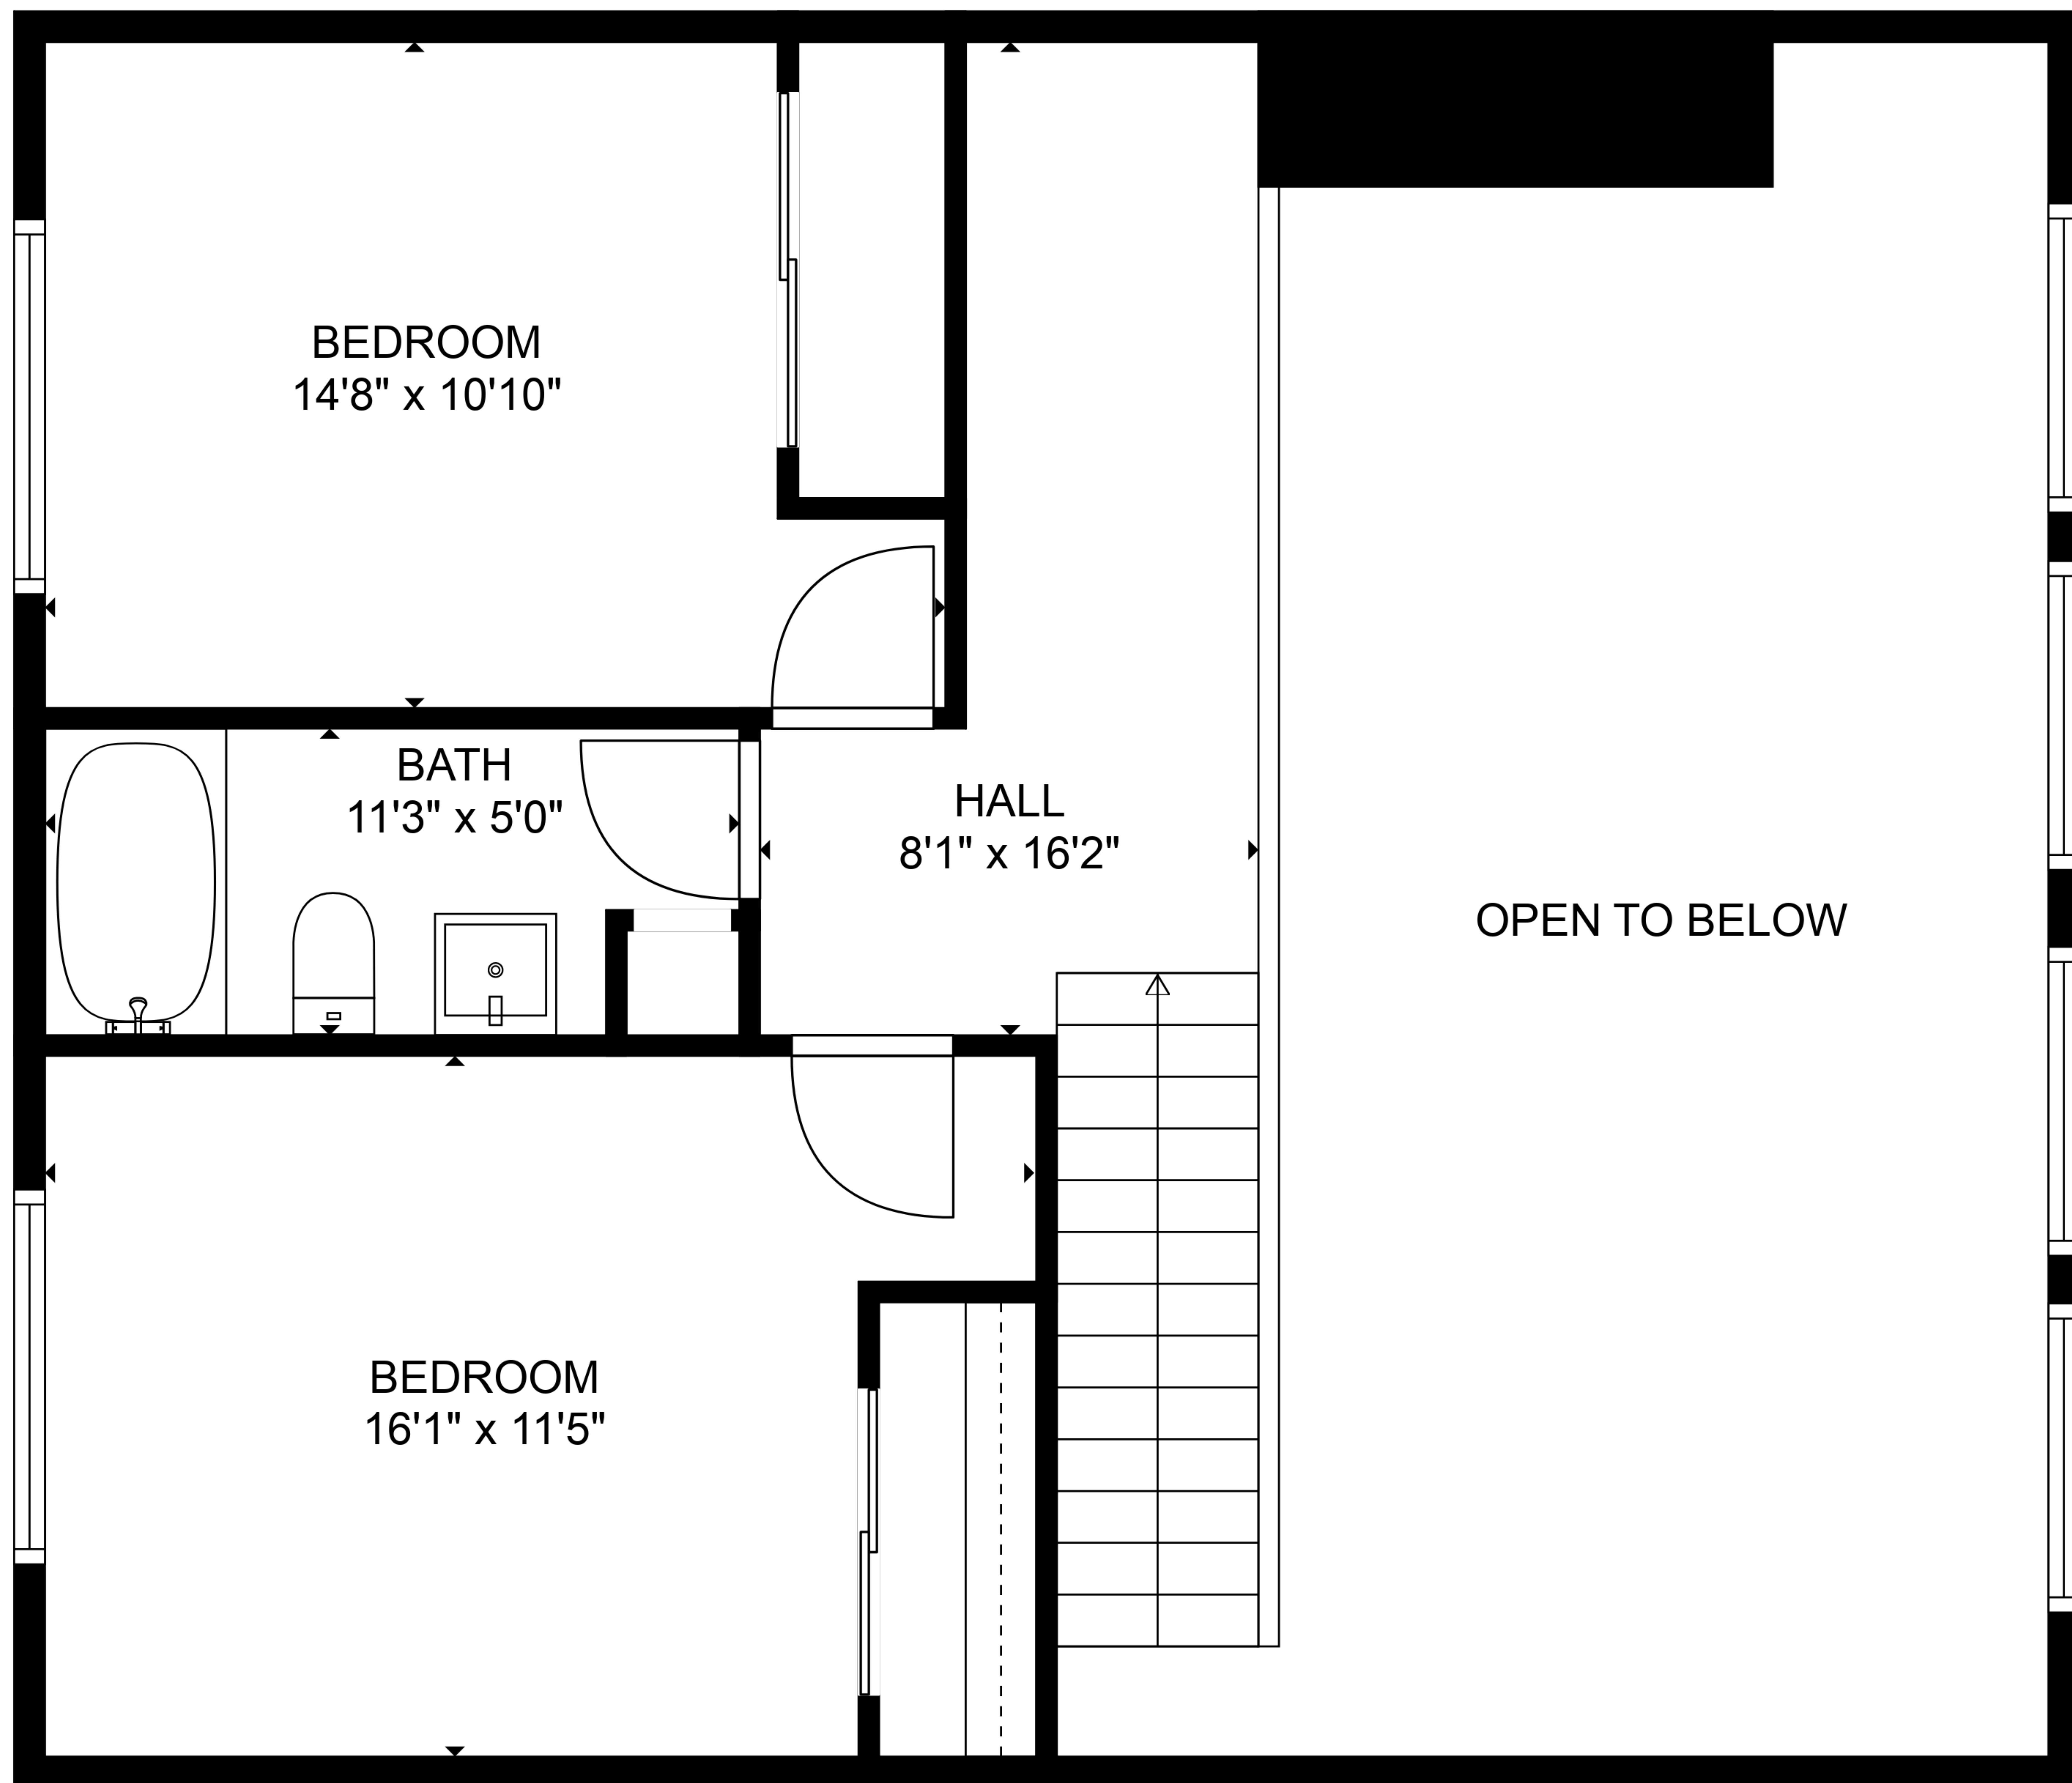 BEDROOM
14'8" x 10'10"
BATH
11'3" x 5'0"
HALL
8'1" x 16'2"
OPEN TO BELOW
BEDROOM
16'1" x 11'5"